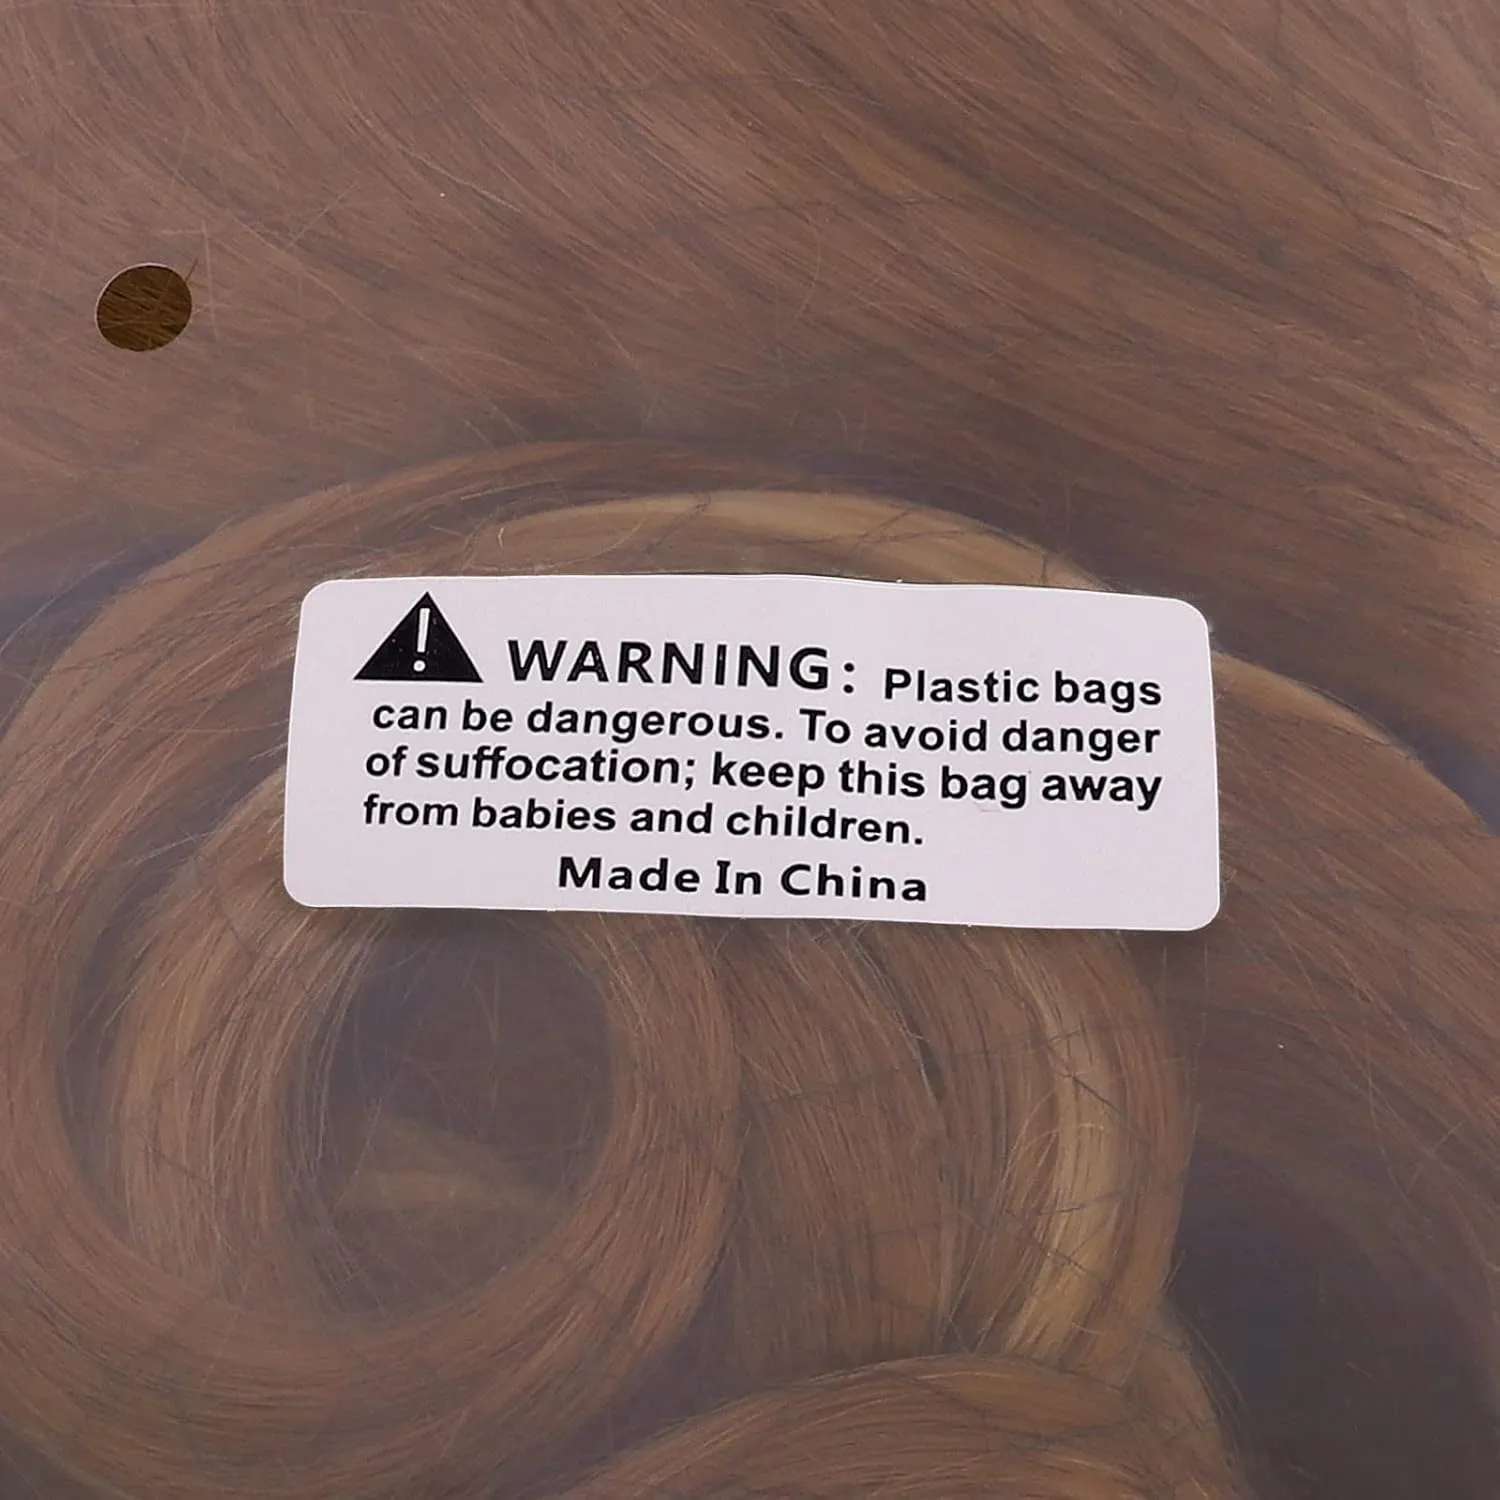 WARNING: Plastic bags
can be dangerous. To avoid danger
of suffocation; keep this bag away
from babies and children.
Made In China